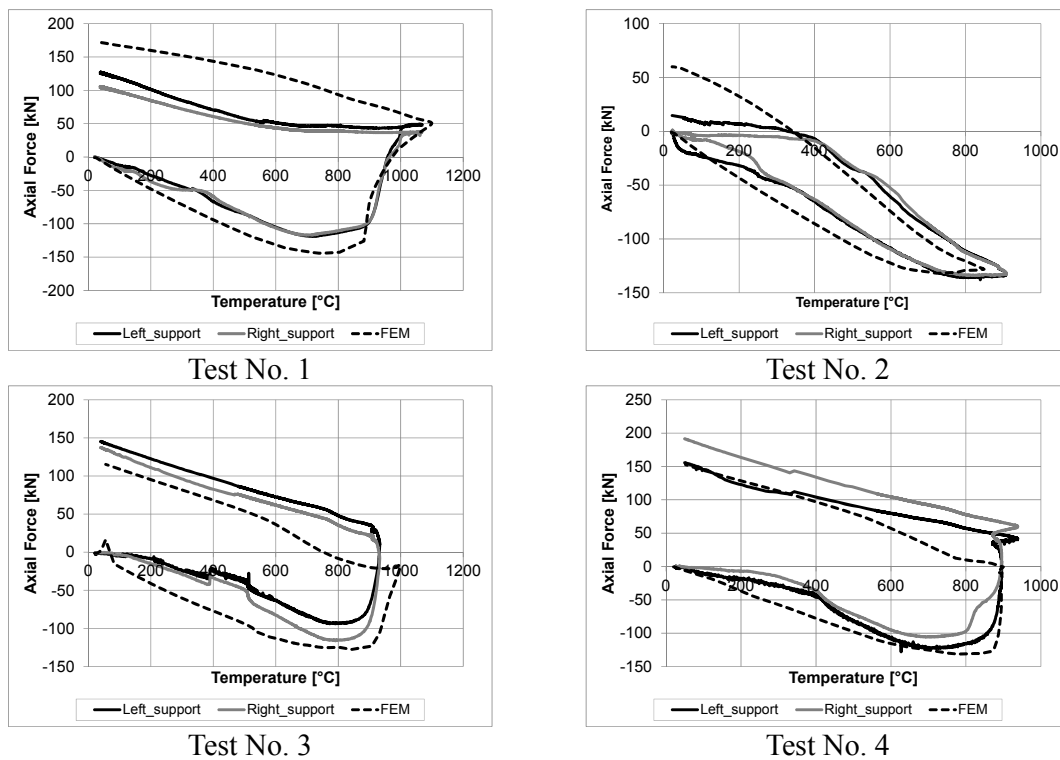 200
150
100
50
0
-50
-100
-150
-200
0 200 400 600 800 1000 1200
Axial Force [kN]
Temperature [°C]
Left_support Right_support FEM
Test No. 1
100
50
0
-50
-100
-150
0 200 400 600 800 1000
Axial Force [kN]
Temperature [°C]
Left_support Right_support FEM
Test No. 2
200
150
100
50
0
-50
-100
-150
0 200 400 600 800 1000 1200
Axial Force [kN]
Temperature [°C]
Left_support Right_support FEM
Test No. 3
250
200
150
100
50
0
-50
-100
-150
0 200 400 600 800 1000
Axial Force [kN]
Temperature [°C]
Left_support Right_support FEM
Test No. 4